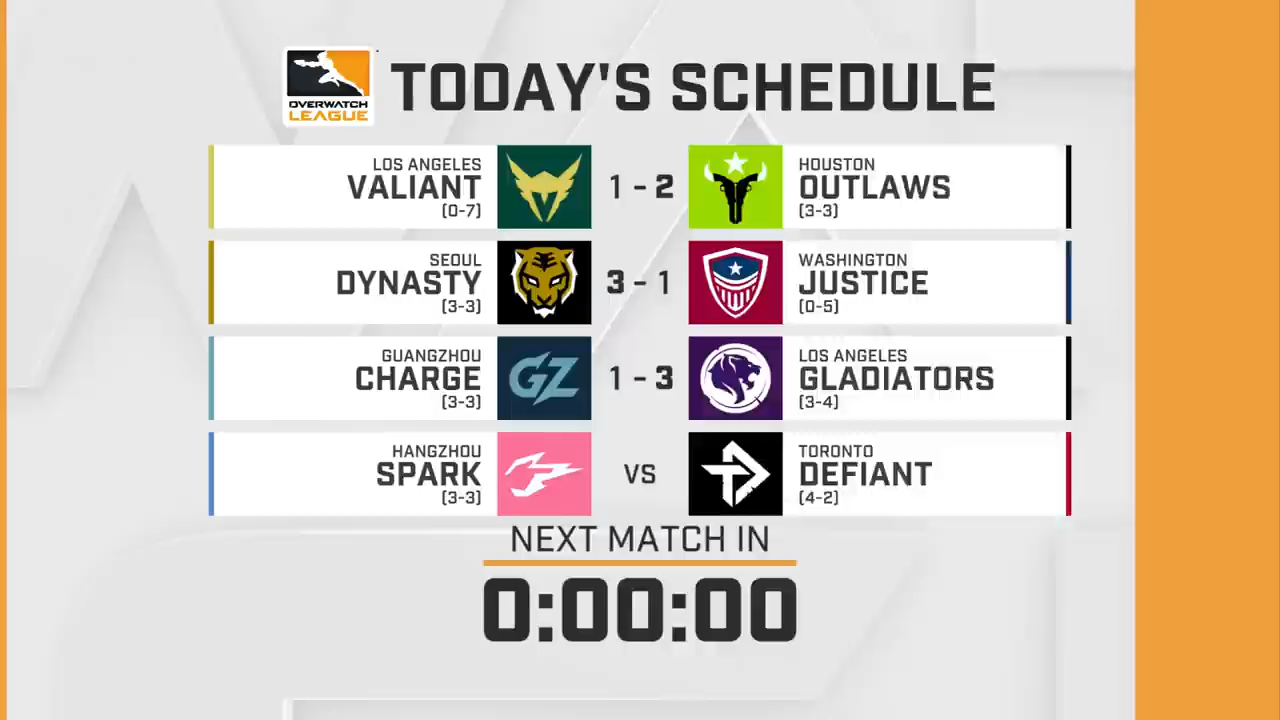 OVERWATCH
LEAGUE
TODAY'S SCHEDULE
LOS ANGELES
VALIANT
(0-7)
1 - 2
HOUSTON
OUTLAWS
(3-3)
SEOUL
DYNASTY
(3-3)
3 - 1
WASHINGTON
JUSTICE
(0-5)
GUANGZHOU
CHARGE
(3-3)
GZ
1 - 3
LOS ANGELES
GLADIATORS
(3-4)
HANGZHOU
SPARK
(3-3)
VS
TORONTO
DEFIANT
(4-2)
NEXT MATCH IN
0:00:00